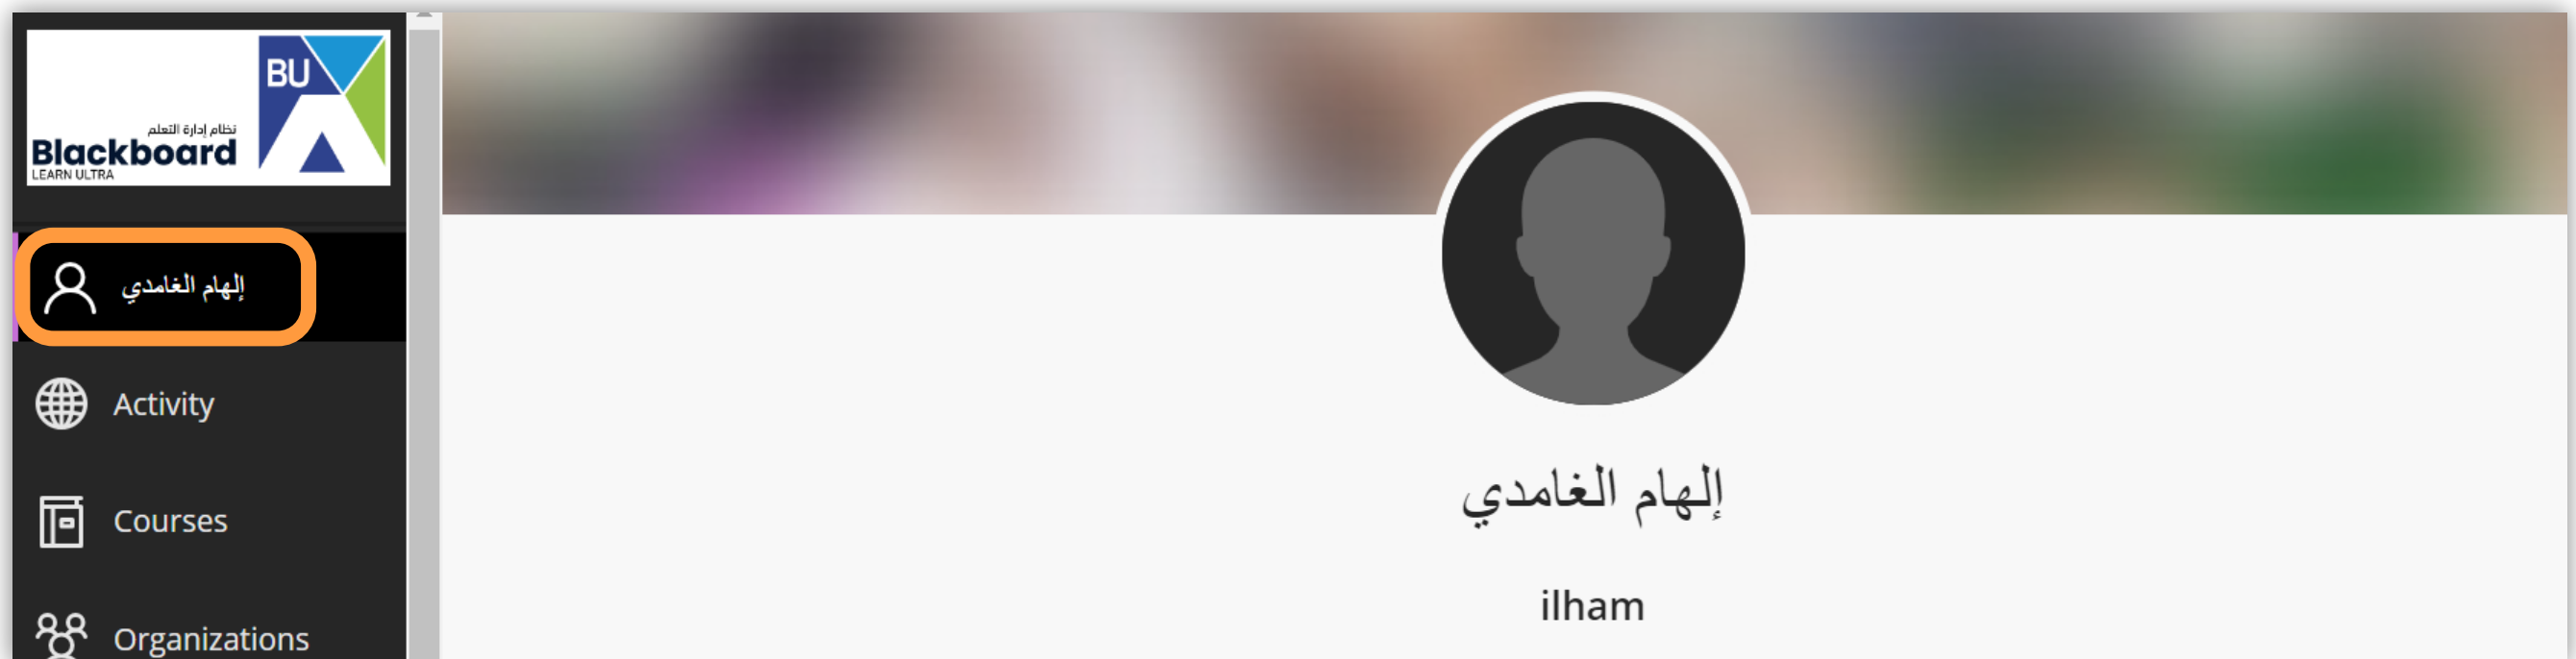 BU
نظام إدارة التعلم
Blackboard
LEARN ULTRA
إلهام الغامدي
Activity
Courses
Organizations
إلهام الغامدي
ilham